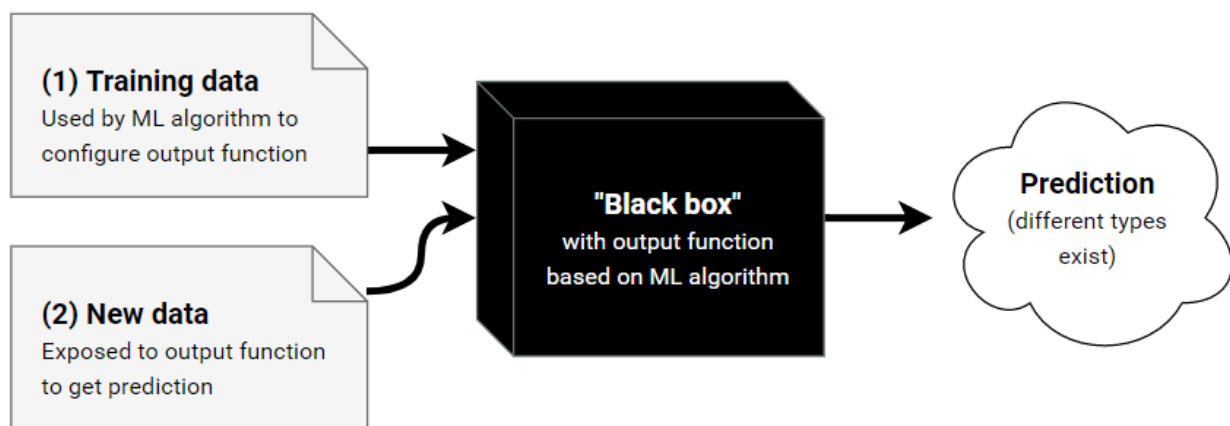 (1) Training data
Used by ML algorithm to
configure output function
(2) New data
Exposed to output function
to get prediction
"Black box"
with output function
based on ML algorithm
Prediction
(different types
exist)